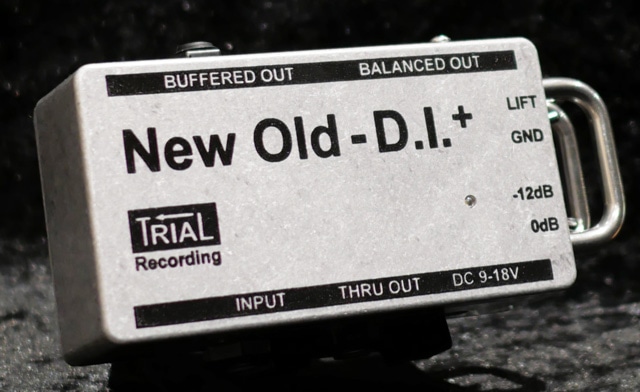 BUFFERED OUT BALANCED OUT
New Old-D.I.+
LIFT
GND
-12dB
0dB
TRIAL
Recording
INPUT THRU OUT DC 9-18V